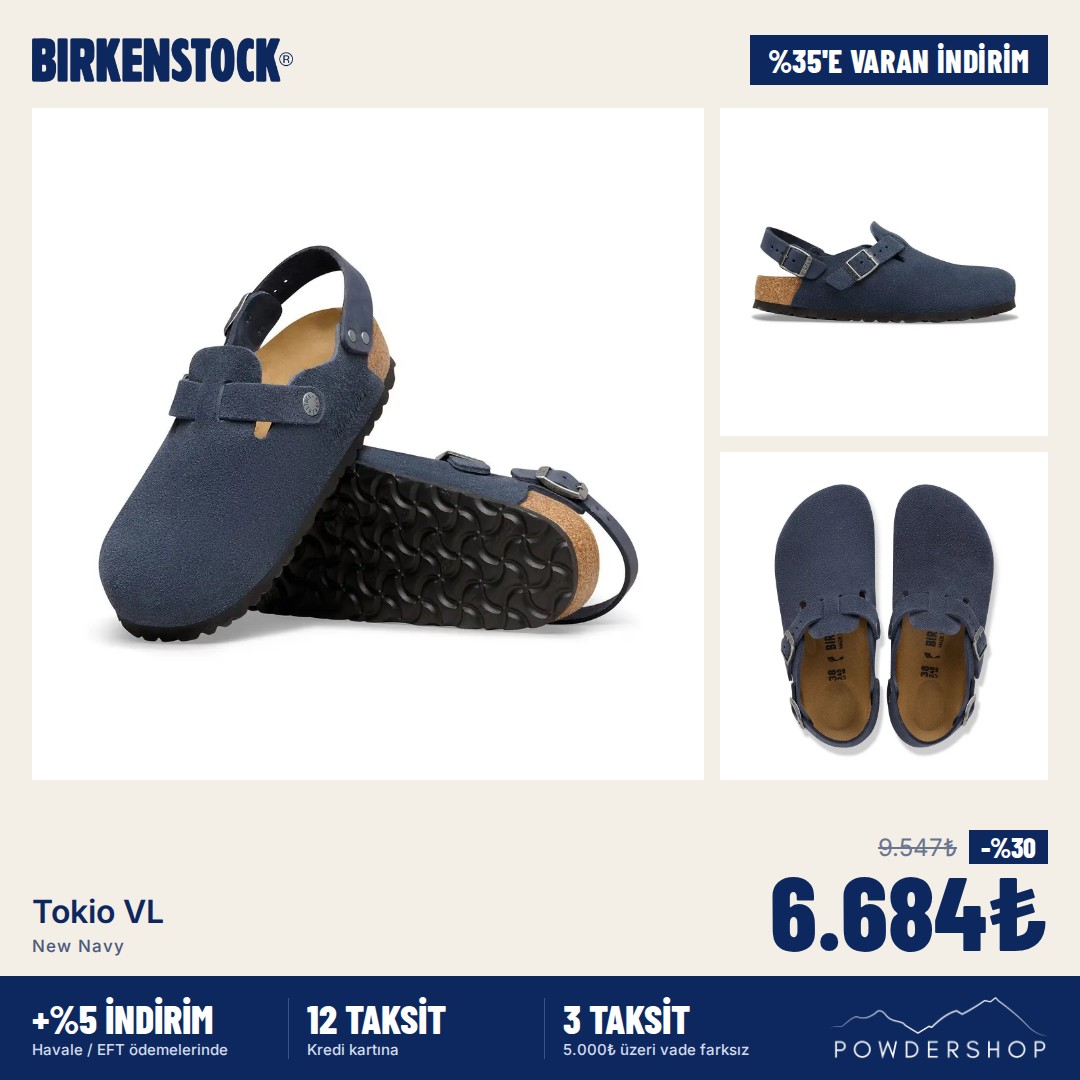 BIRKENSTOCK®
%35'E VARAN İNDİRİM
9.547₺
-%30
6.684₺
Tokio VL
New Navy
+%5 İNDİRİM
Havale / EFT ödemelerinde
12 TAKSİT
Kredi kartına
3 TAKSİT
5.000₺ üzeri vade farksız
POWDERSHOP